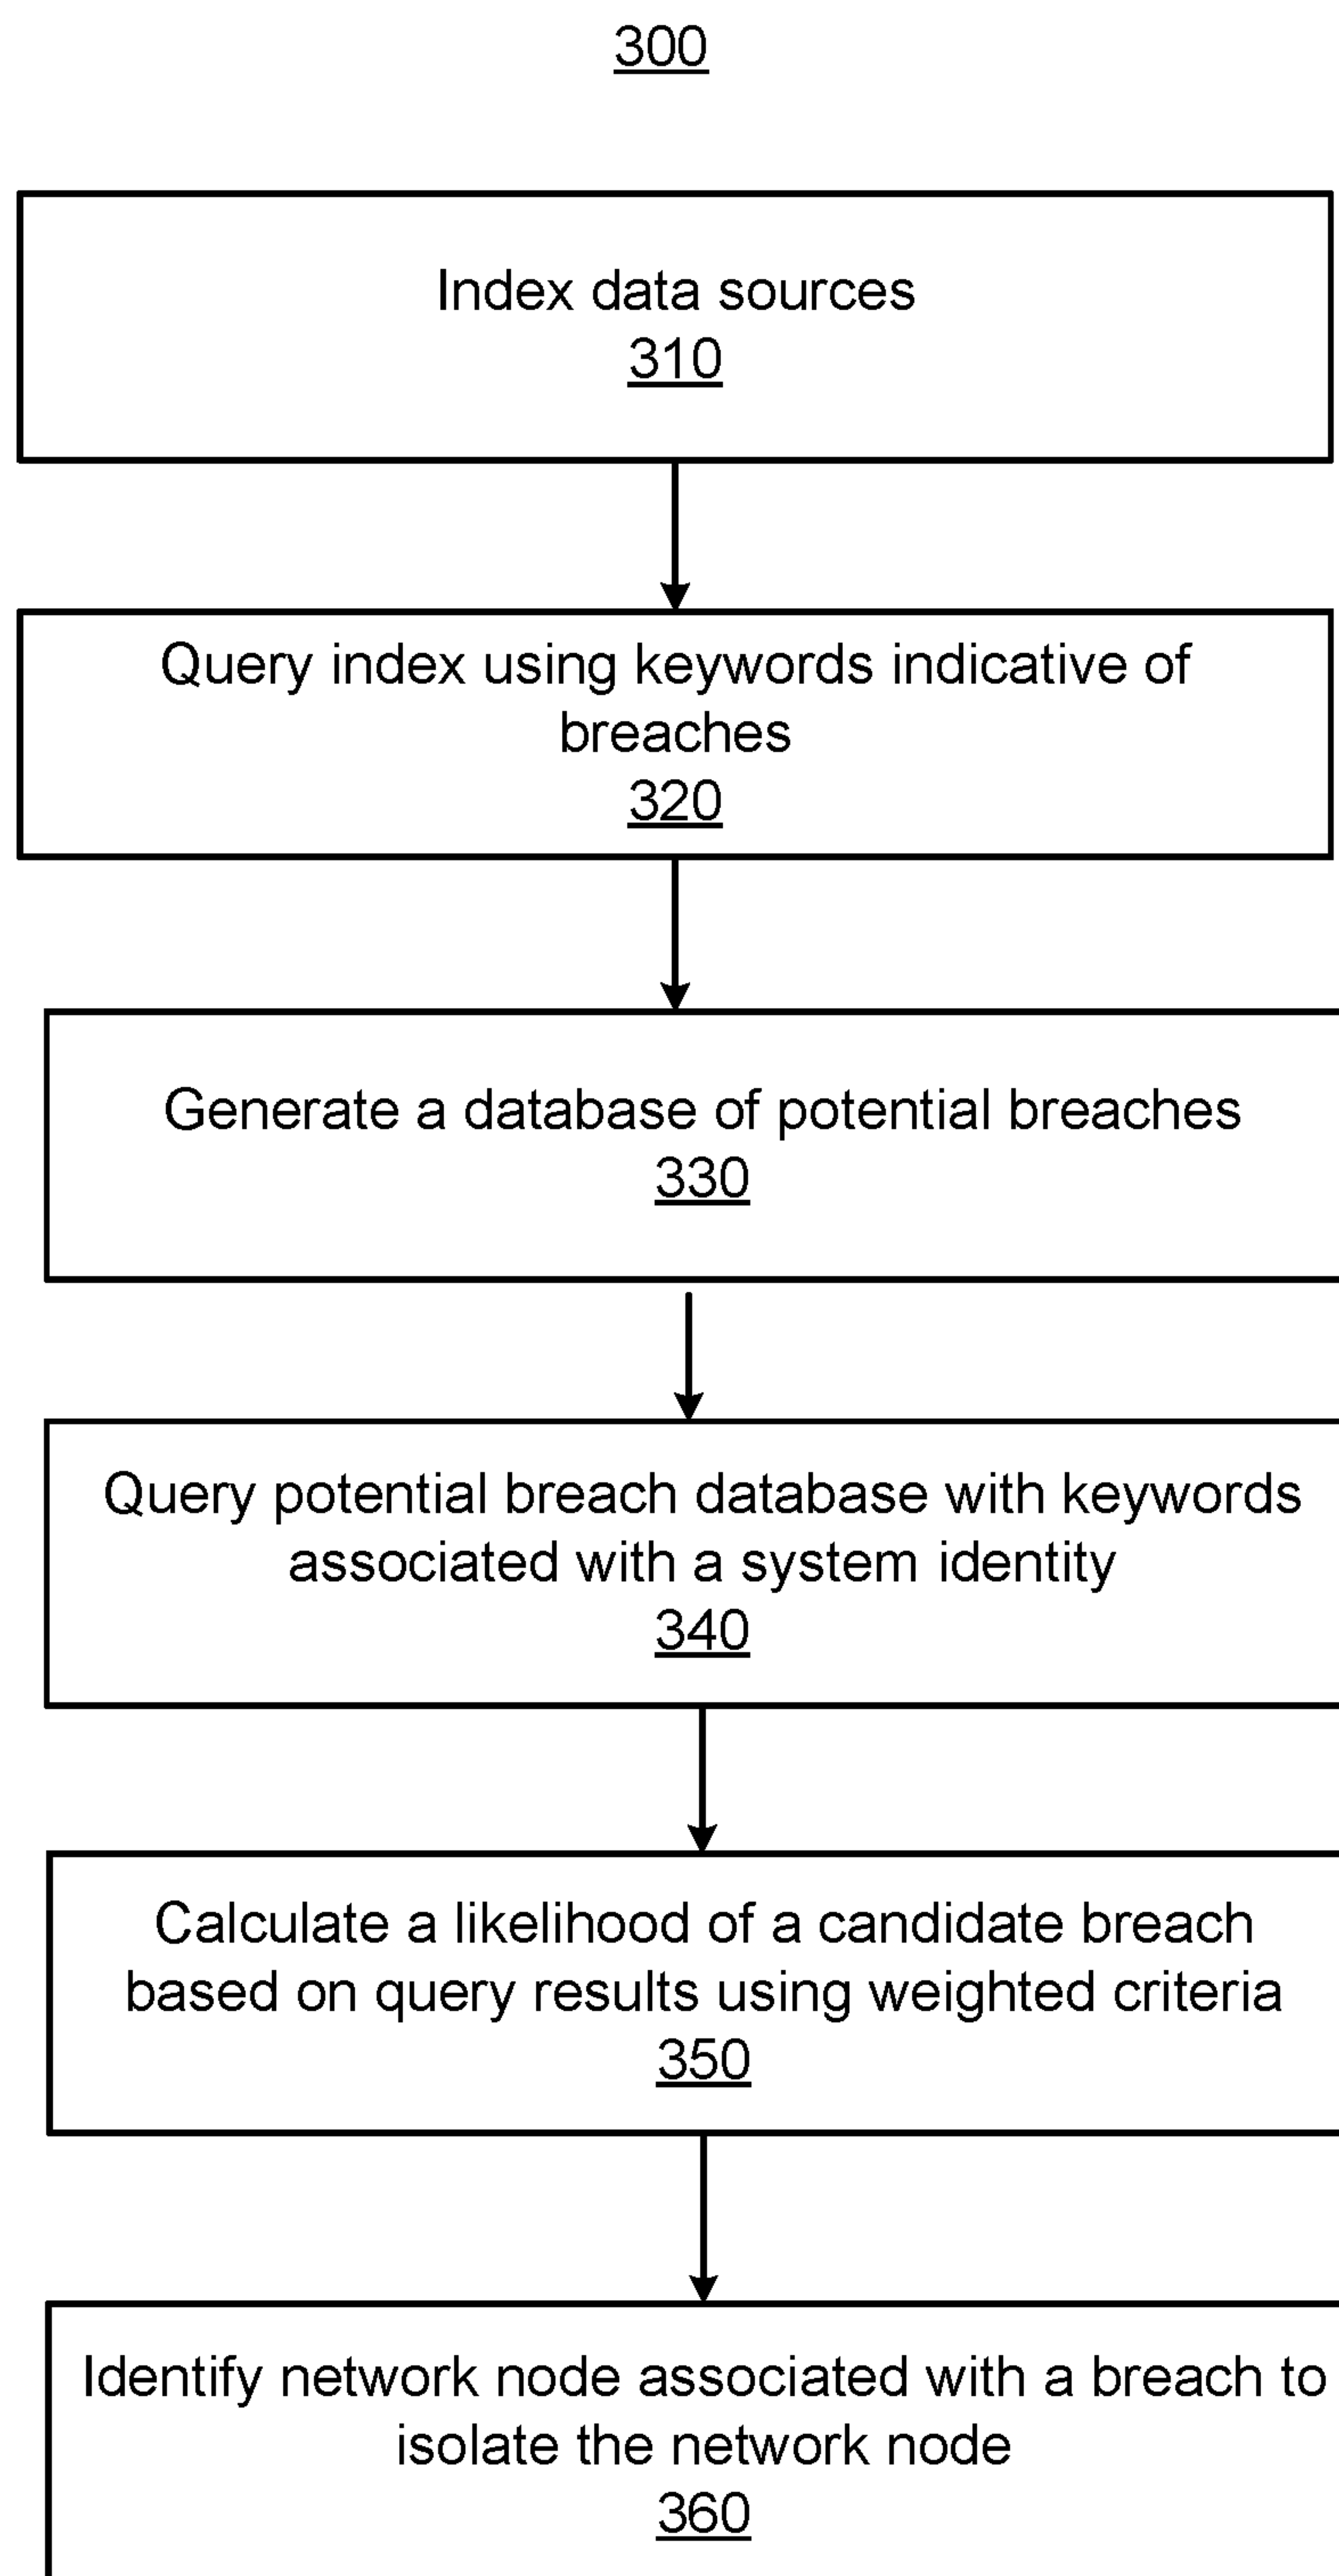 300
Index data sources
310
Query index using keywords indicative of
breaches
320
Generate a database of potential breaches
330
Query potential breach database with keywords
associated with a system identity
340
Calculate a likelihood of a candidate breach
based on query results using weighted criteria
350
Identify network node associated with a breach to
isolate the network node
360